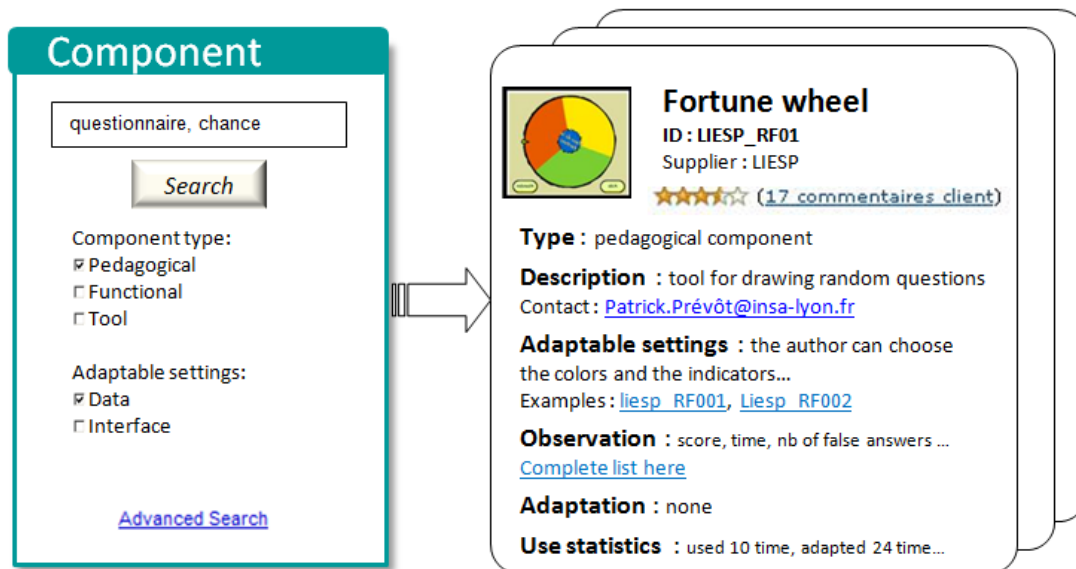 Component
questionnaire, chance
Search
Component type:
Pedagogical
Functional
Tool
Adaptable settings:
Data
Interface
Advanced Search
Fortune wheel
ID : LIESP_RF01
Supplier : LIESP
(17 commentaires client)
Type : pedagogical component
Description : tool for drawing random questions
Contact : Patrick.Prévôt@insa-lyon.fr
Adaptable settings : the author can choose
the colors and the indicators...
Examples : liesp_RF001, Liesp_RF002
Observation : score, time, nb of false answers ...
Complete list here
Adaptation : none
Use statistics : used 10 time, adapted 24 time...